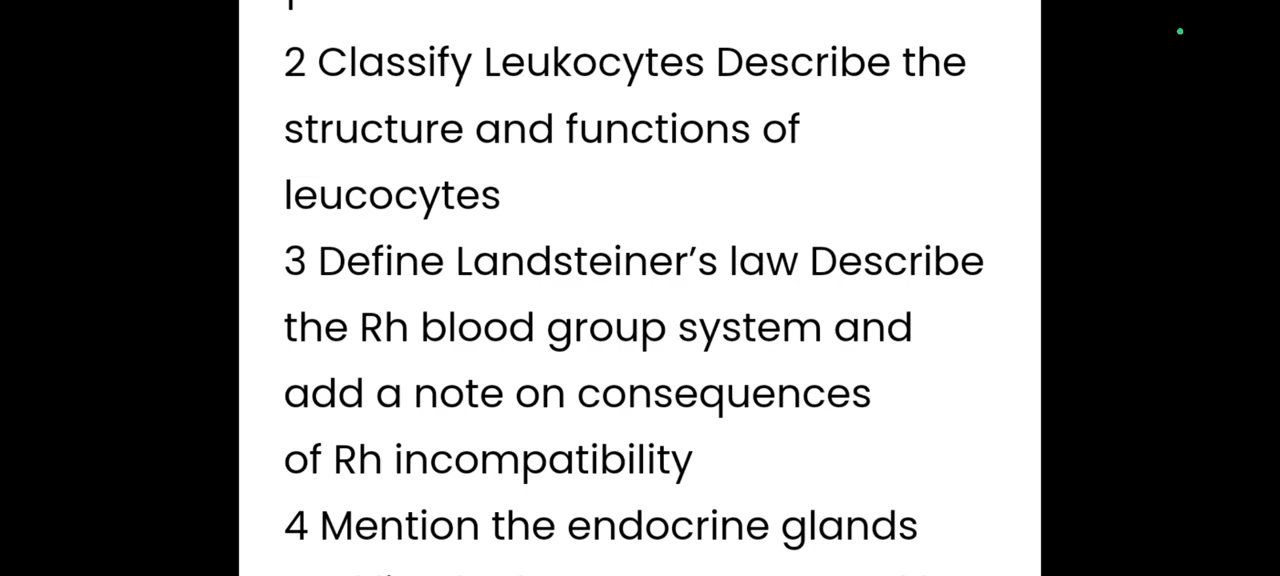 2 Classify Leukocytes Describe the
structure and functions of
leucocytes
3 Define Landsteiner’s law Describe
the Rh blood group system and
add a note on consequences
of Rh incompatibility
4 Mention the endocrine glands